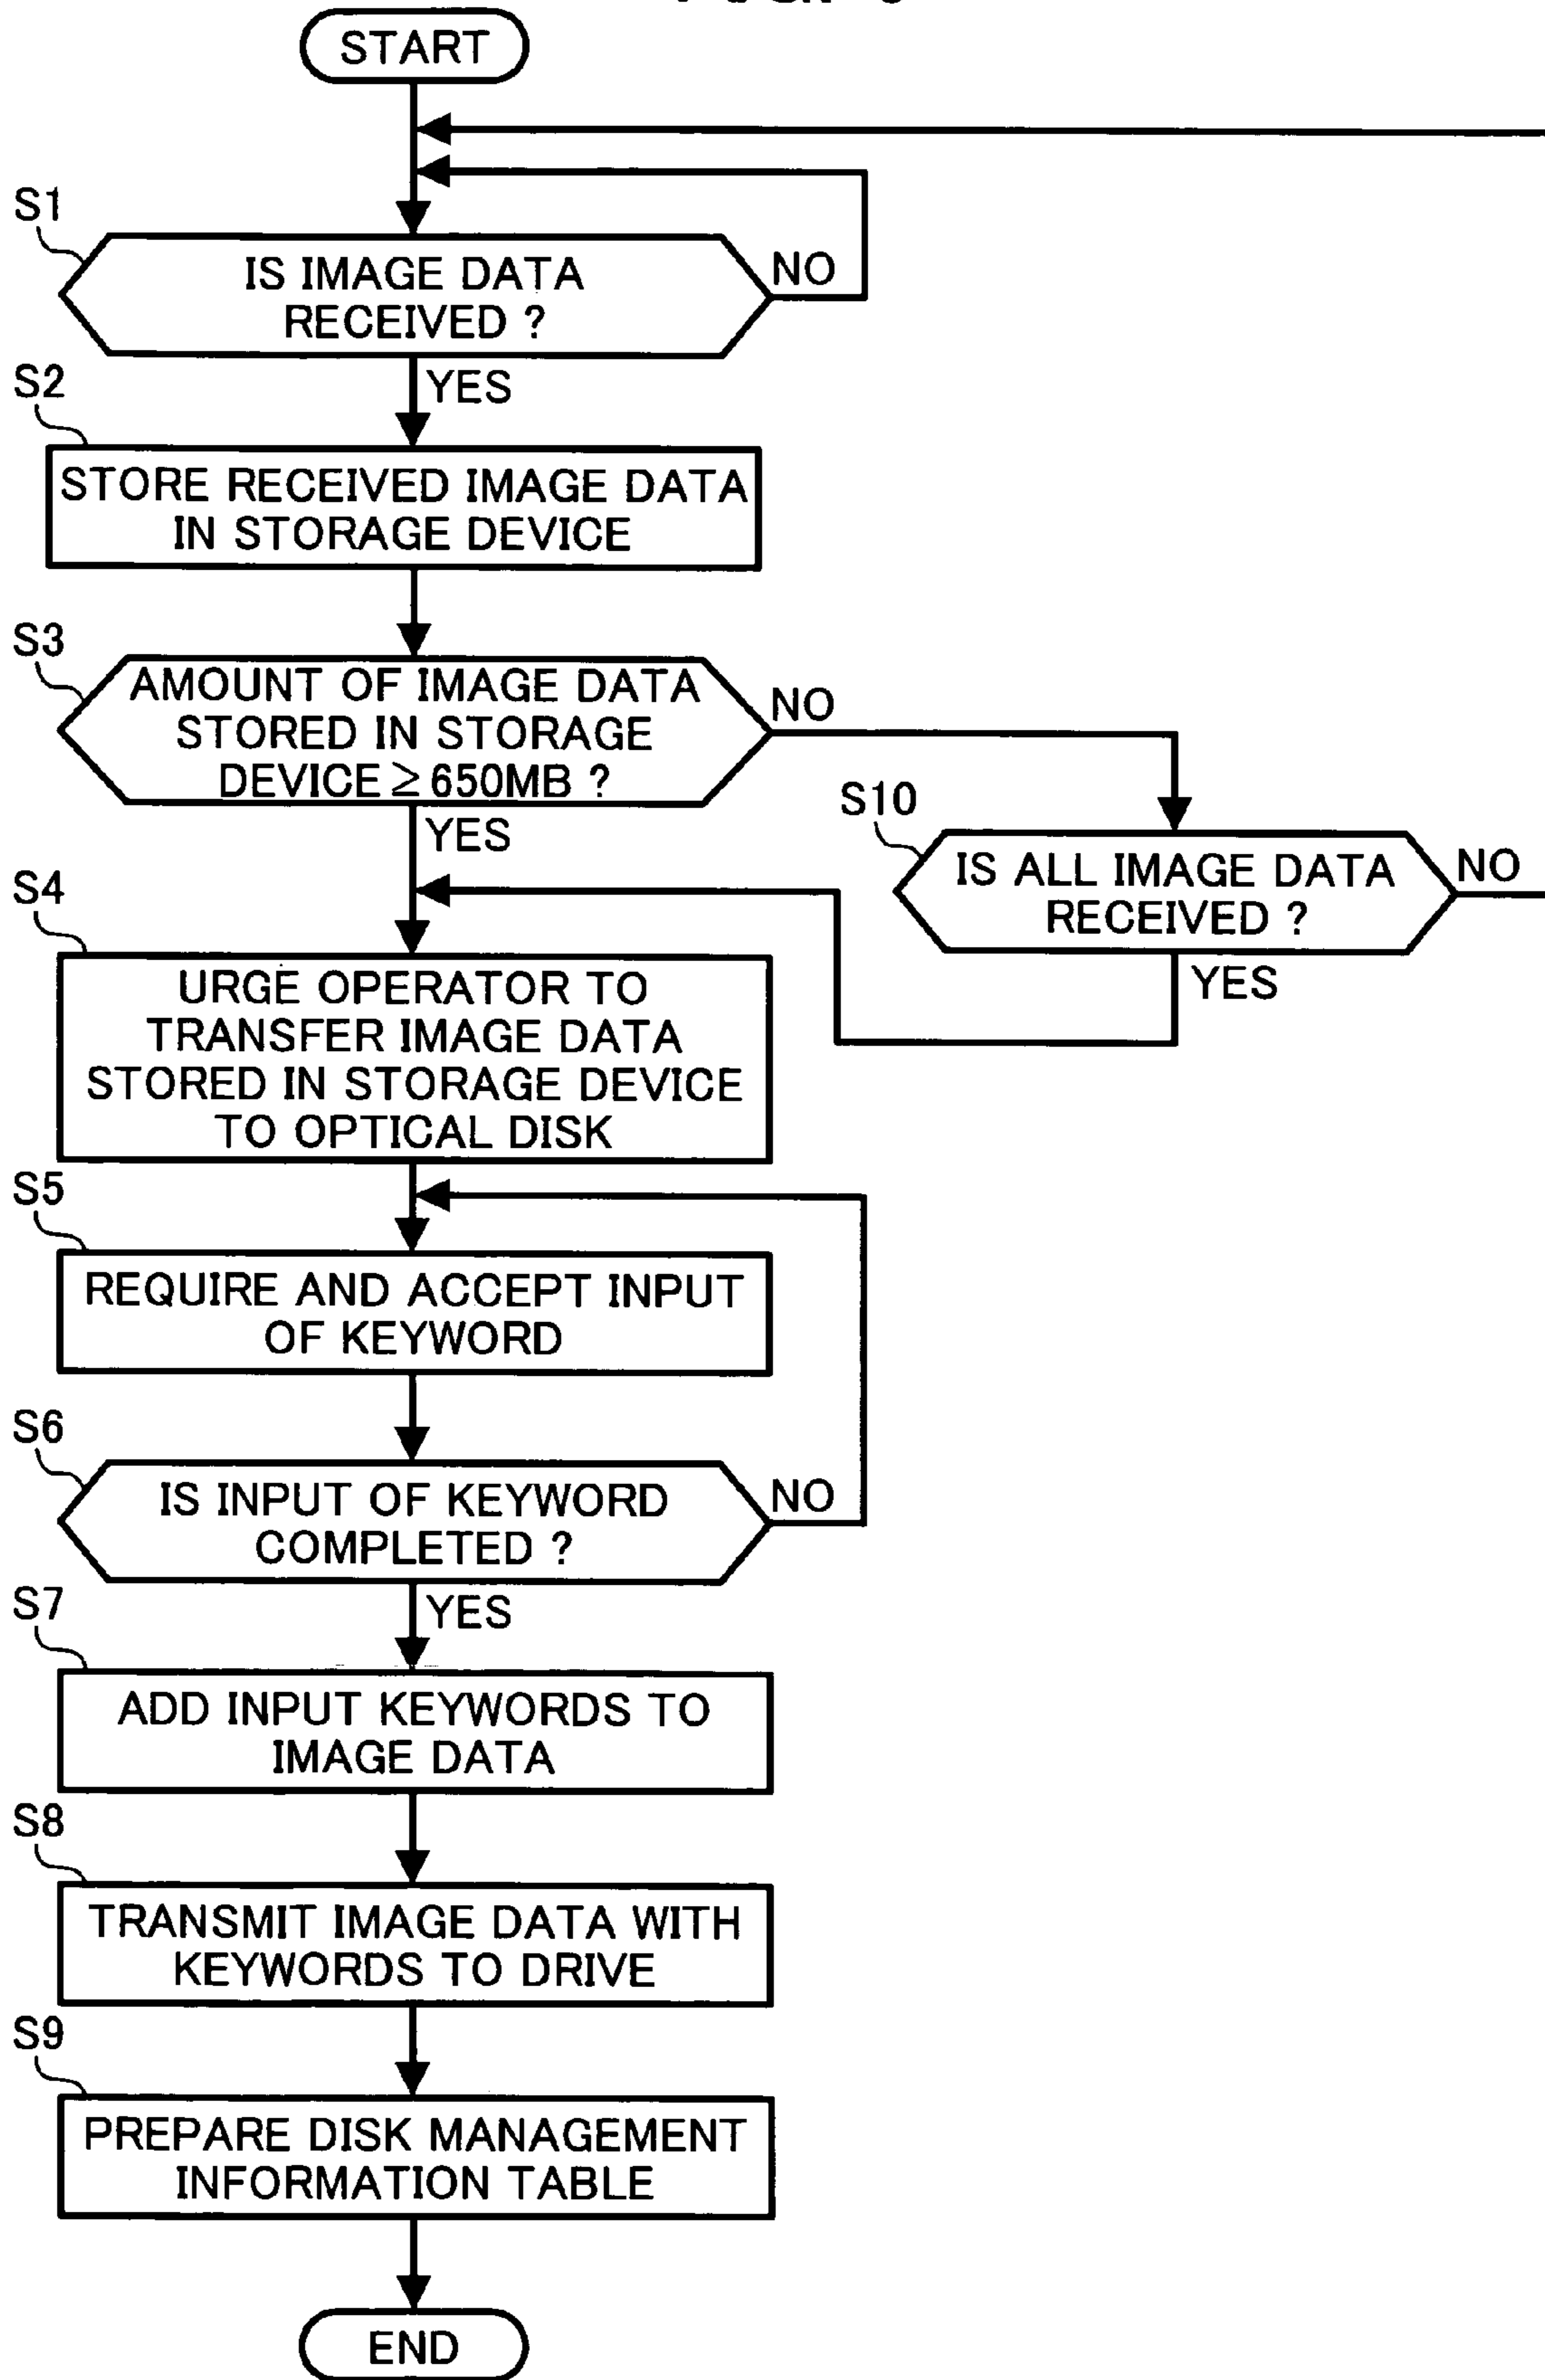 START
S1
IS IMAGE DATA
RECEIVED ?
NO
YES
S2
STORE RECEIVED IMAGE DATA
IN STORAGE DEVICE
S3
AMOUNT OF IMAGE DATA
STORED IN STORAGE
DEVICE ≥ 650MB ?
NO
YES
S10
IS ALL IMAGE DATA
RECEIVED ?
NO
YES
S4
URGE OPERATOR TO
TRANSFER IMAGE DATA
STORED IN STORAGE DEVICE
TO OPTICAL DISK
S5
REQUIRE AND ACCEPT INPUT
OF KEYWORD
S6
IS INPUT OF KEYWORD
COMPLETED ?
NO
YES
S7
ADD INPUT KEYWORDS TO
IMAGE DATA
S8
TRANSMIT IMAGE DATA WITH
KEYWORDS TO DRIVE
S9
PREPARE DISK MANAGEMENT
INFORMATION TABLE
END